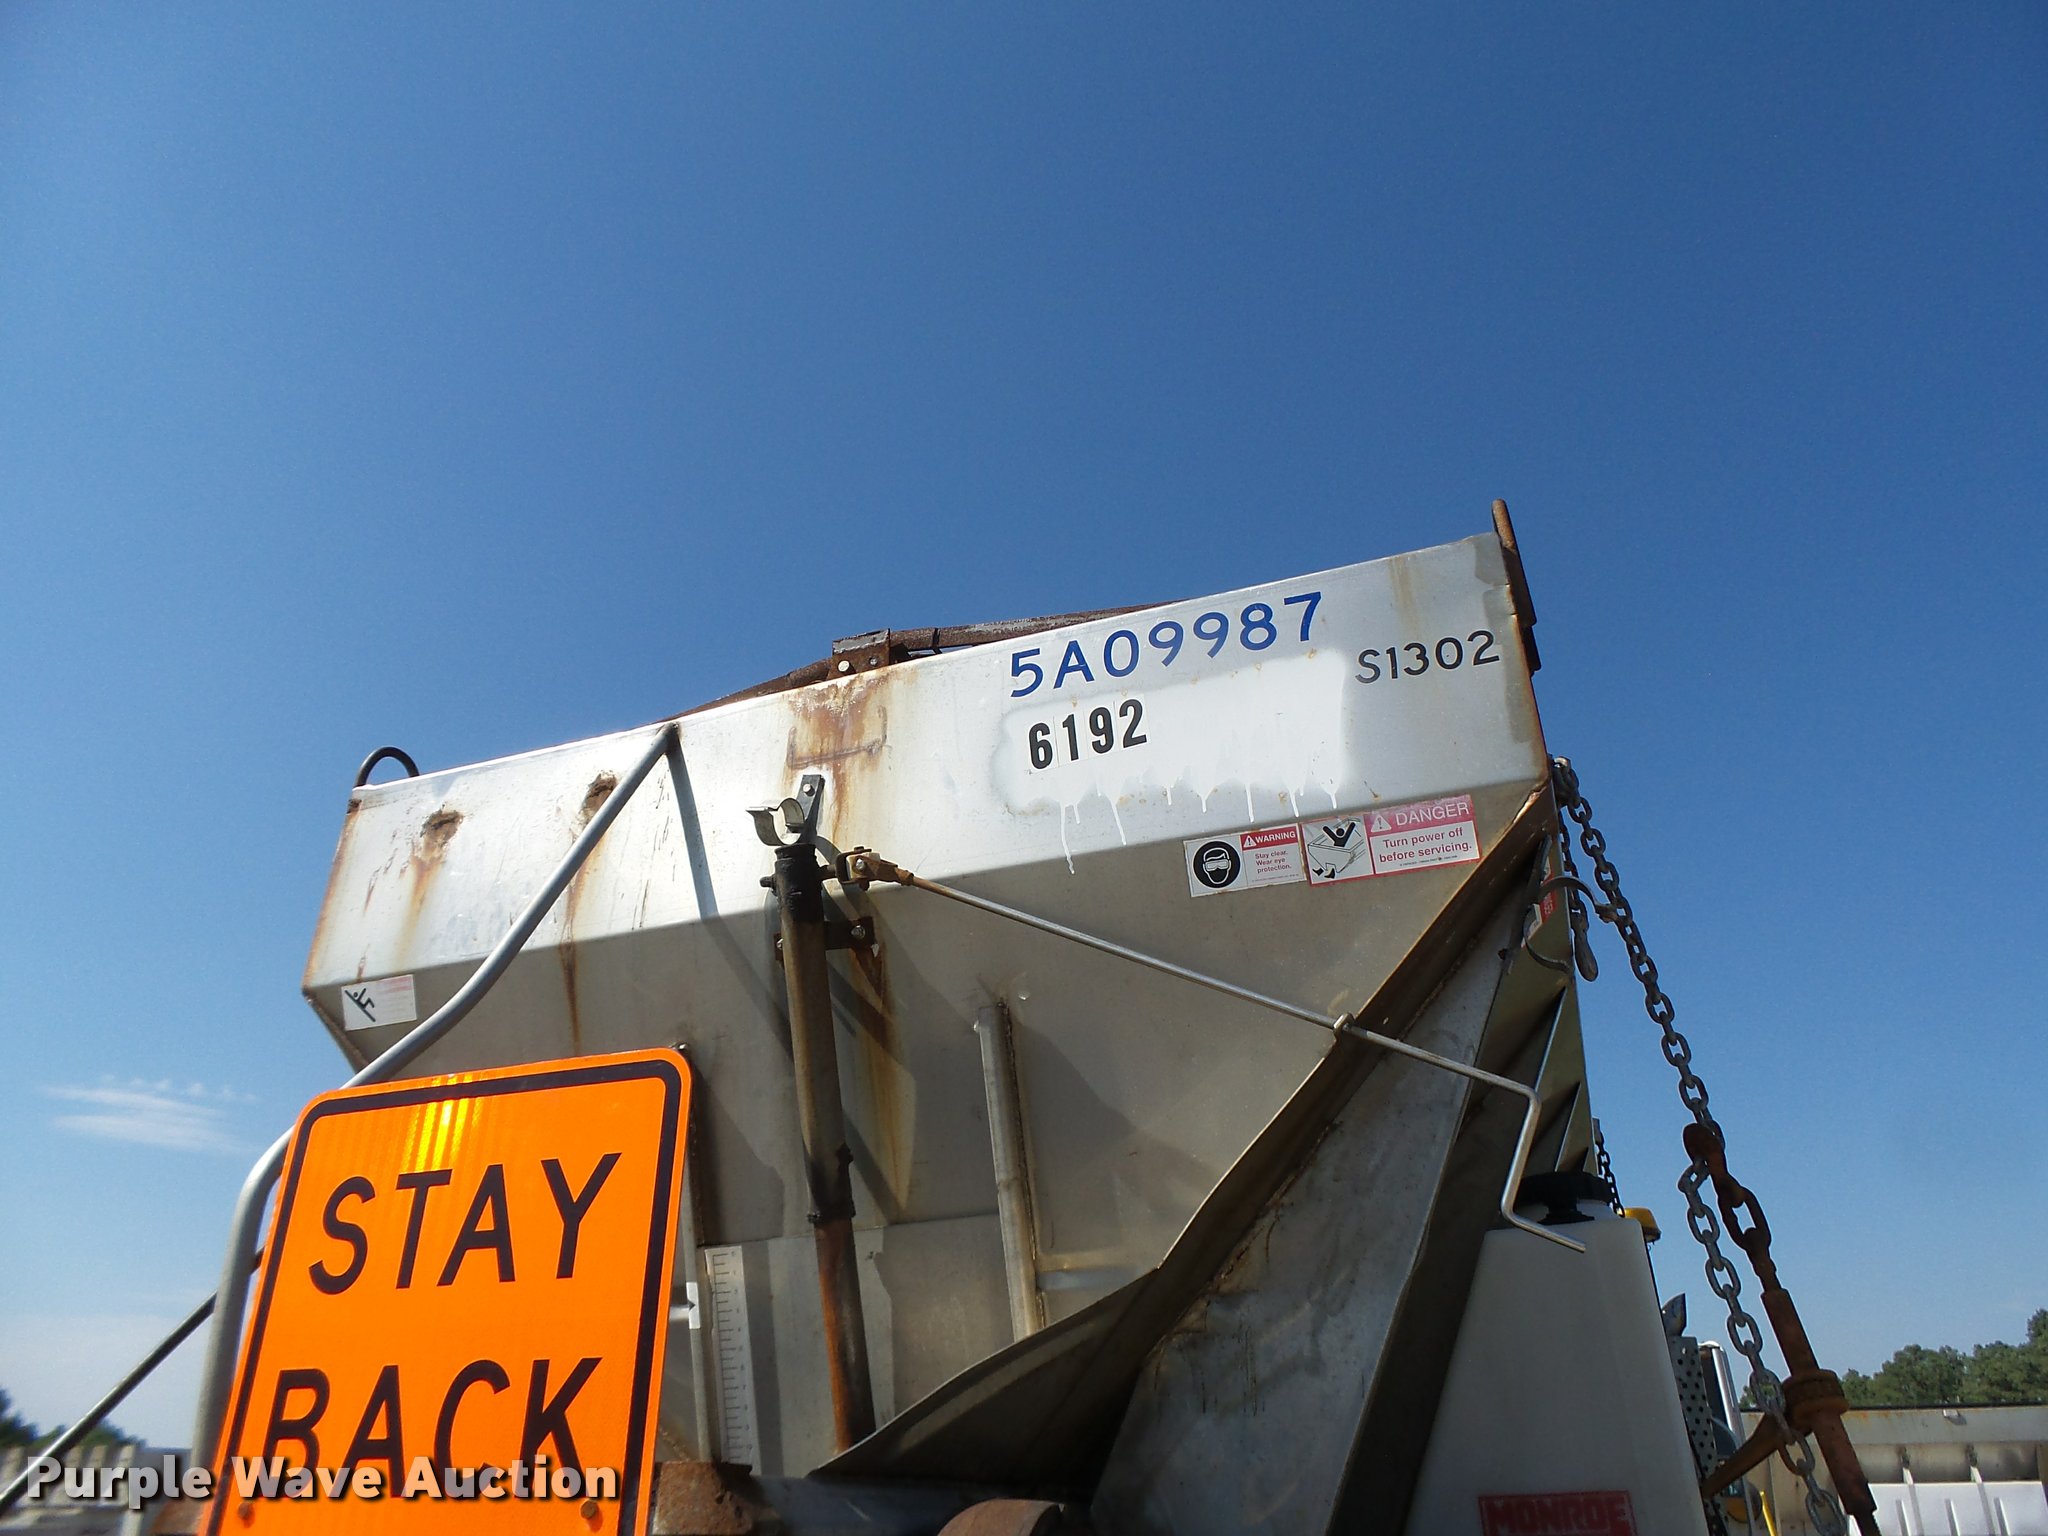 5A09987
S1302
6192
WARNING
Stay clear.
Wear eye
protection.
DANGER
Turn power off
before servicing.
STAY
BACK
MONROE
Purple Wave Auction